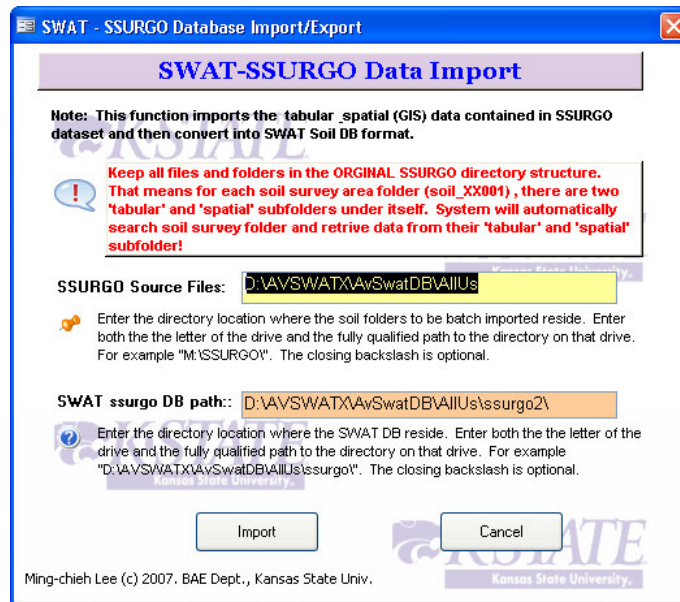 SWAT - SSURGO Database Import/Export
SWAT-SSURGO Data Import
Note: This function imports the tabular_spatial (GIS) data contained in SSURGO
dataset and then convert into SWAT Soil DB format.
KSTATE
Keep all files and folders in the ORGINAL SSURGO directory structure.
That means for each soil survey area folder (soil_XX001) , there are two
'tabular' and 'spatial' subfolders under itself. System will automatically
search soil survey folder and retrive data from their 'tabular' and 'spatial'
subfolder!
SSURGO Source Files:
D:\AVSWATX\AvSwatDB\AllUs
Enter the directory location where the soil folders to be batch imported reside. Enter
both the the letter of the drive and the fully qualified path to the directory on that drive.
For example "M:\SSURGO\". The closing backslash is optional.
SWAT ssurgo DB path::
D:\AVSWATX\AvSwatDB\AllUs\ssurgo2\
Enter the directory location where the SWAT DB reside. Enter both the the letter of the
drive and the fully qualified path to the directory on that drive. For example
"D:\AVSWATX\AvSwatDB\AllUs\ssurgo\". The closing backslash is optional.
Kansas State University
Import
Cancel
KSTATE
Kansas State University
Ming-chieh Lee (c) 2007. BAE Dept., Kansas State Univ.